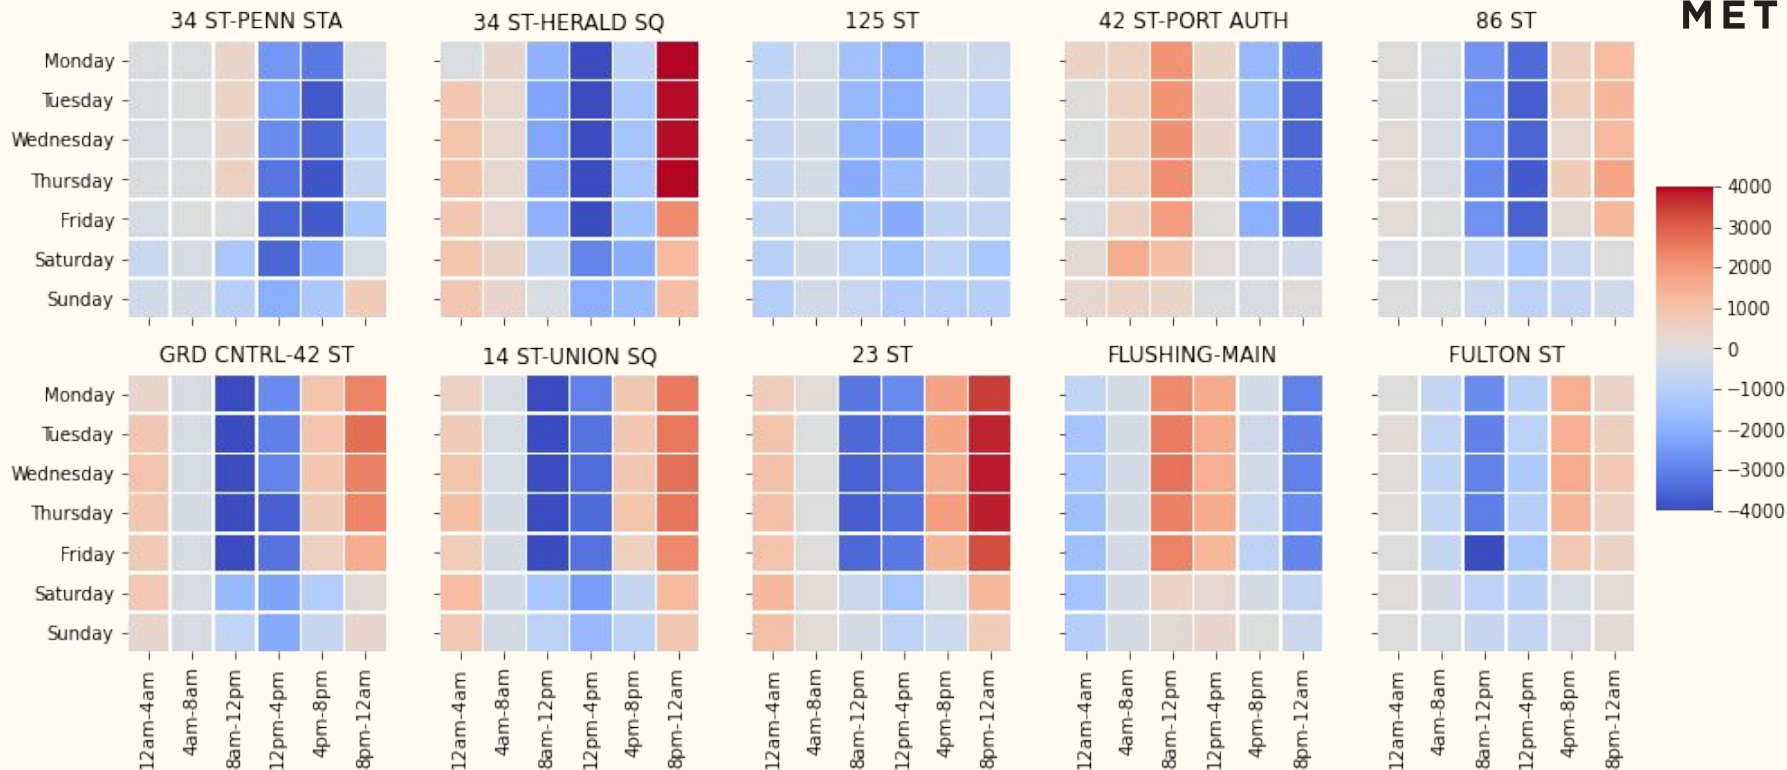 MET
34 ST-PENN STA 34 ST-HERALD SQ 125 ST 42 ST-PORT AUTH 86 ST
Monday
Tuesday
Wednesday
Thursday
Friday
Saturday
Sunday
GRD CNTRL-42 ST 14 ST-UNION SQ 23 ST FLUSHING-MAIN FULTON ST
Monday
Tuesday
Wednesday
Thursday
Friday
Saturday
Sunday
12am-4am 4am-8am 8am-12pm 12pm-4pm 4pm-8pm 8pm-12am
12am-4am 4am-8am 8am-12pm 12pm-4pm 4pm-8pm 8pm-12am
12am-4am 4am-8am 8am-12pm 12pm-4pm 4pm-8pm 8pm-12am
12am-4am 4am-8am 8am-12pm 12pm-4pm 4pm-8pm 8pm-12am
12am-4am 4am-8am 8am-12pm 12pm-4pm 4pm-8pm 8pm-12am
4000
3000
2000
1000
0
−1000
−2000
−3000
−4000